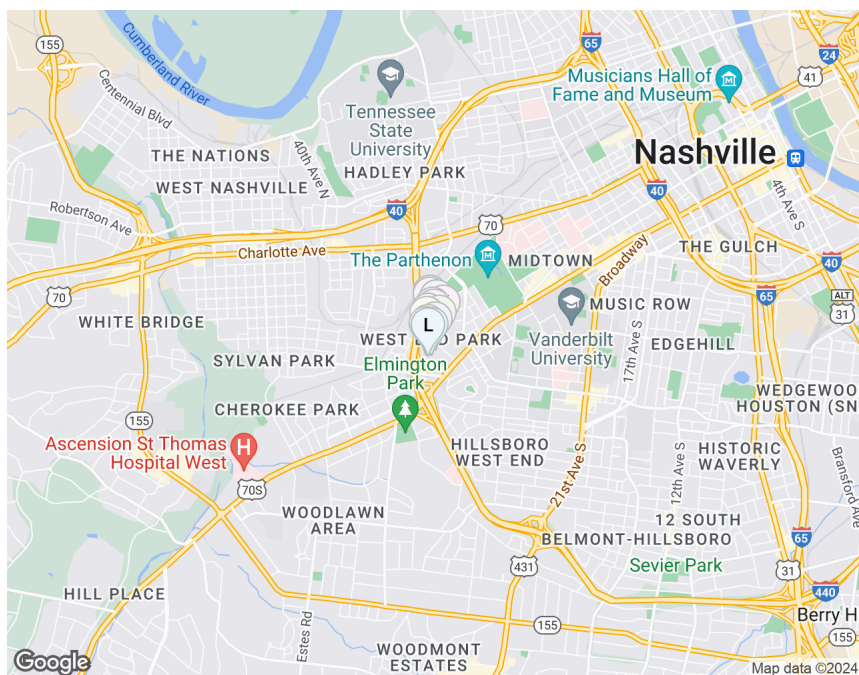 155
65
24
41
Cumberland
River
Centennial Blvd
Musicians Hall of
Fame and Museum
Tennessee
State
University
40th Ave N
THE NATIONS
Nashville
WEST NASHVILLE
HADLEY PARK
4th Ave S
40
40
Robertson Ave
70
Charlotte Ave
The Parthenon
MIDTOWN
Broadway
THE GULCH
40
70
65
ALT
31
MUSIC ROW
WHITE BRIDGE
L
WEST END PARK
Vanderbilt
University
17th Ave S
EDGEHILL
SYLVAN PARK
Elmington
Park
WEDGEWOO
HOUSTON (SN
CHEROKEE PARK
155
Ascension St Thomas
Hospital West
H
HILLSBORO
WEST END
21st Ave S
12th Ave S
HISTORIC
WAVERLY
Bransford Ave
70S
WOODLAWN
AREA
12 SOUTH
BELMONT-HILLSBORO
65
431
Sevier Park
31
HILL PLACE
440
Berry H
Estes Rd
155
WOODMONT
ESTATES
Google
Map data ©2024